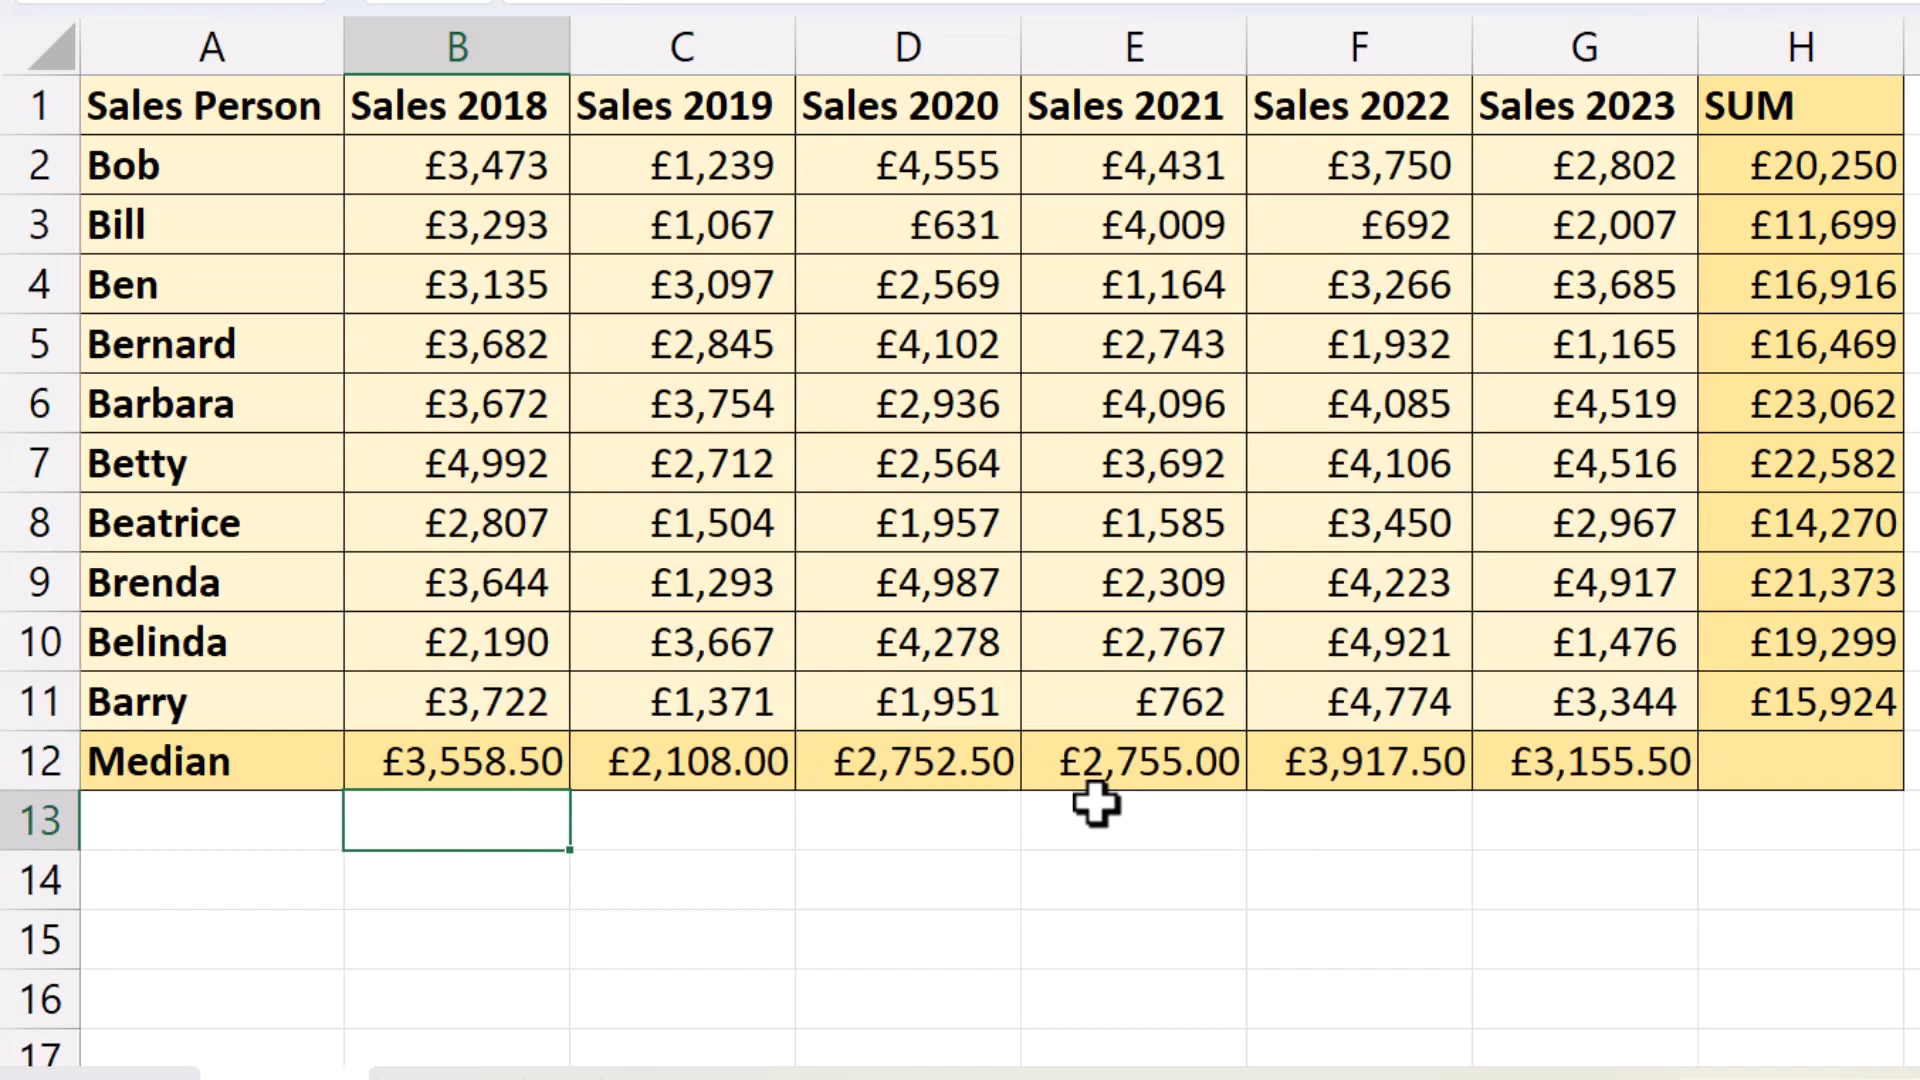 A B C D E F G H
1 Sales Person Sales 2018 Sales 2019 Sales 2020 Sales 2021 Sales 2022 Sales 2023 SUM
2 Bob £3,473 £1,239 £4,555 £4,431 £3,750 £2,802 £20,250
3 Bill £3,293 £1,067 £631 £4,009 £692 £2,007 £11,699
4 Ben £3,135 £3,097 £2,569 £1,164 £3,266 £3,685 £16,916
5 Bernard £3,682 £2,845 £4,102 £2,743 £1,932 £1,165 £16,469
6 Barbara £3,672 £3,754 £2,936 £4,096 £4,085 £4,519 £23,062
7 Betty £4,992 £2,712 £2,564 £3,692 £4,106 £4,516 £22,582
8 Beatrice £2,807 £1,504 £1,957 £1,585 £3,450 £2,967 £14,270
9 Brenda £3,644 £1,293 £4,987 £2,309 £4,223 £4,917 £21,373
10 Belinda £2,190 £3,667 £4,278 £2,767 £4,921 £1,476 £19,299
11 Barry £3,722 £1,371 £1,951 £762 £4,774 £3,344 £15,924
12 Median £3,558.50 £2,108.00 £2,752.50 £2,755.00 £3,917.50 £3,155.50
13
14
15
16
17